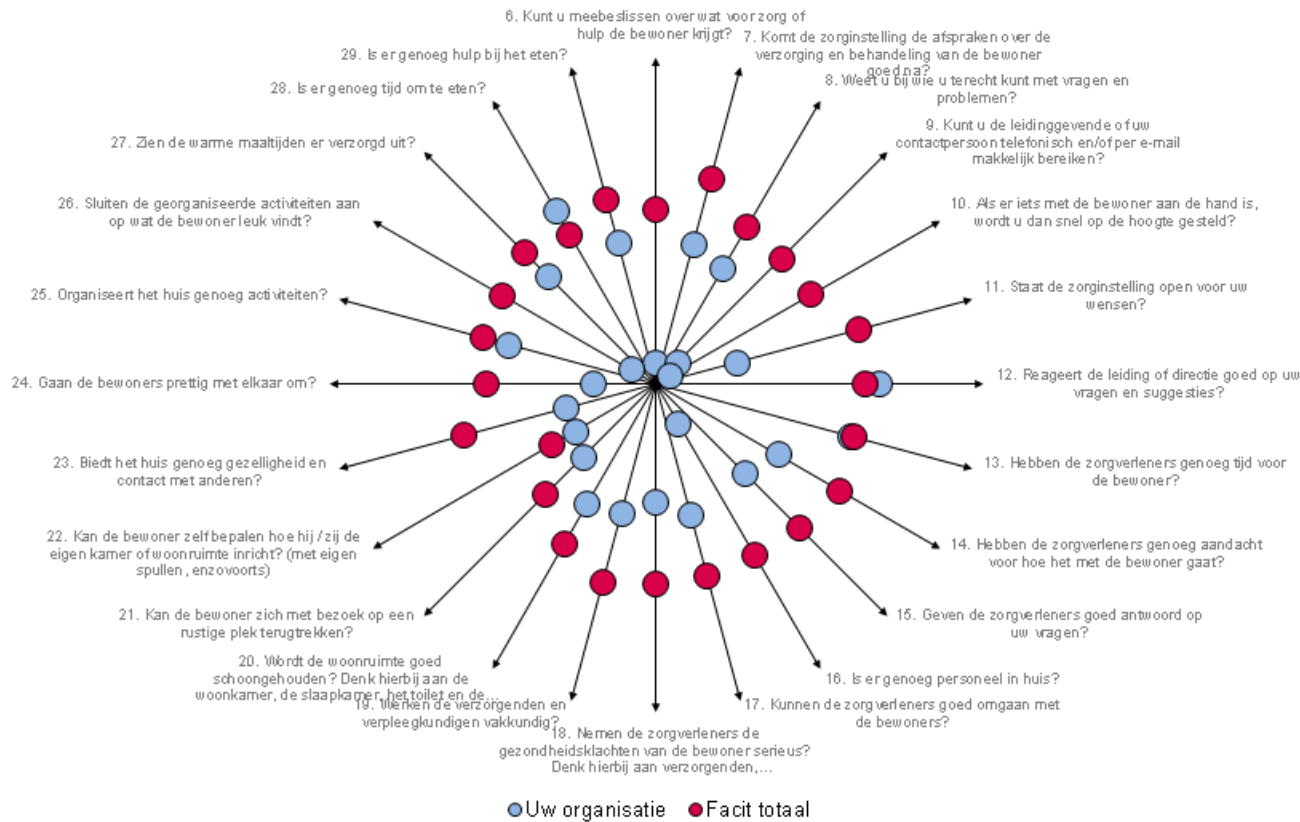 6. Kunt u meebeslissen over wat voor zorg of
hulp de bewoner krijgt?
7. Komt de zorginstelling de afspraken over de
verzorging en behandeling van de bewoner
goed na?
8. Weet u bij wie u terecht kunt met vragen en
problemen?
9. Kunt u de leidinggevende of uw
contactpersoon telefonisch en/of per e-mail
makkelijk bereiken?
10. Als er iets met de bewoner aan de hand is,
wordt u dan snel op de hoogte gesteld?
11. Staat de zorginstelling open voor uw
wensen?
12. Reageert de leiding of directie goed op uw
vragen en suggesties?
13. Hebben de zorgverleners genoeg tijd voor
de bewoner?
14. Hebben de zorgverleners genoeg aandacht
voor hoe het met de bewoner gaat?
15. Geven de zorgverleners goed antwoord op
uw vragen?
16. Is er genoeg personeel in huis?
17. Kunnen de zorgverleners goed omgaan met
de bewoners?
18. Nemen de zorgverleners de
gezondheidsklachten van de bewoner serieus?
Denk hierbij aan verzorgenden,...
19. Werken de verzorgenden en
verpleegkundigen vakkundig?
20. Wordt de woonruimte goed
schoongehouden? Denk hierbij aan de
woonkamer, de slaapkamer, het toilet en de...
21. Kan de bewoner zich met bezoek op een
rustige plek terugtrekken?
22. Kan de bewoner zelf bepalen hoe hij / zij de
eigen kamer of woonruimte inricht? (met eigen
spullen, enzovoorts)
23. Biedt het huis genoeg gezelligheid en
contact met anderen?
24. Gaan de bewoners prettig met elkaar om?
25. Organiseert het huis genoeg activiteiten?
26. Sluiten de georganiseerde activiteiten aan
op wat de bewoner leuk vindt?
27. Zien de warme maaltijden er verzorgd uit?
28. Is er genoeg tijd om te eten?
29. Is er genoeg hulp bij het eten?
Uw organisatie
Facit totaal